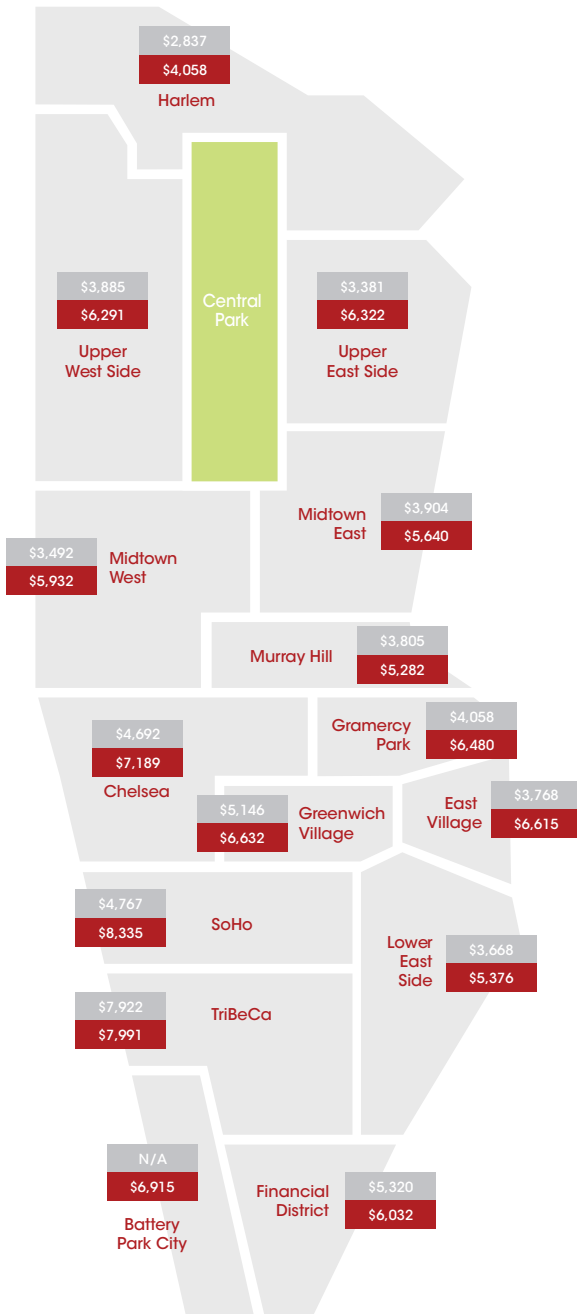 $2,837
$4,058
Harlem
Central
Park
$3,885
$6,291
Upper
West Side
$3,381
$6,322
Upper
East Side
Midtown
East
$3,904
$5,640
$3,492
$5,932
Midtown
West
Murray Hill
$3,805
$5,282
$4,692
$7,189
Chelsea
Gramercy
Park
$4,058
$6,480
$5,146
$6,632
Greenwich
Village
East
Village
$3,768
$6,615
$4,767
$8,335
SoHo
Lower
East
Side
$3,668
$5,376
$7,922
$7,991
TriBeCa
N/A
$6,915
Battery
Park City
Financial
District
$5,320
$6,032